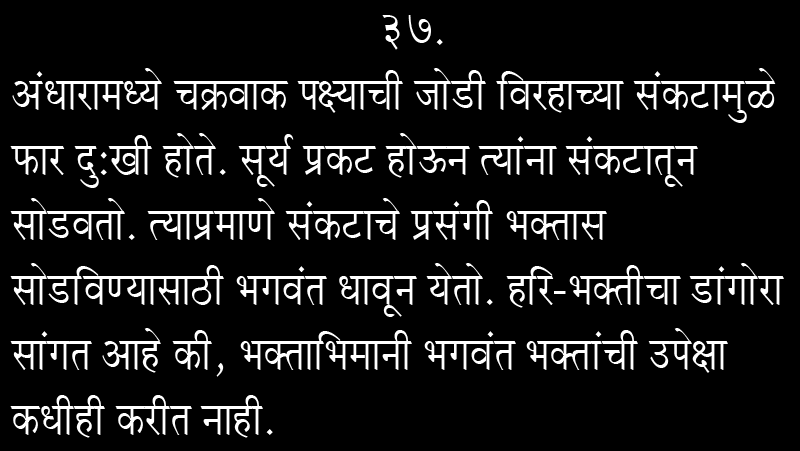 ३७.
अंधारामध्ये चक्रवाक पक्ष्याची जोडी विरहाच्या संकटामुळे
फार दु:खी होते. सूर्य प्रकट होऊन त्यांना संकटातून
सोडवतो. त्याप्रमाणे संकटाचे प्रसंगी भक्तास
सोडविण्यासाठी भगवंत धावून येतो. हरि-भक्तीचा डांगोरा
सांगत आहे की, भक्ताभिमानी भगवंत भक्तांची उपेक्षा
कधीही करीत नाही.